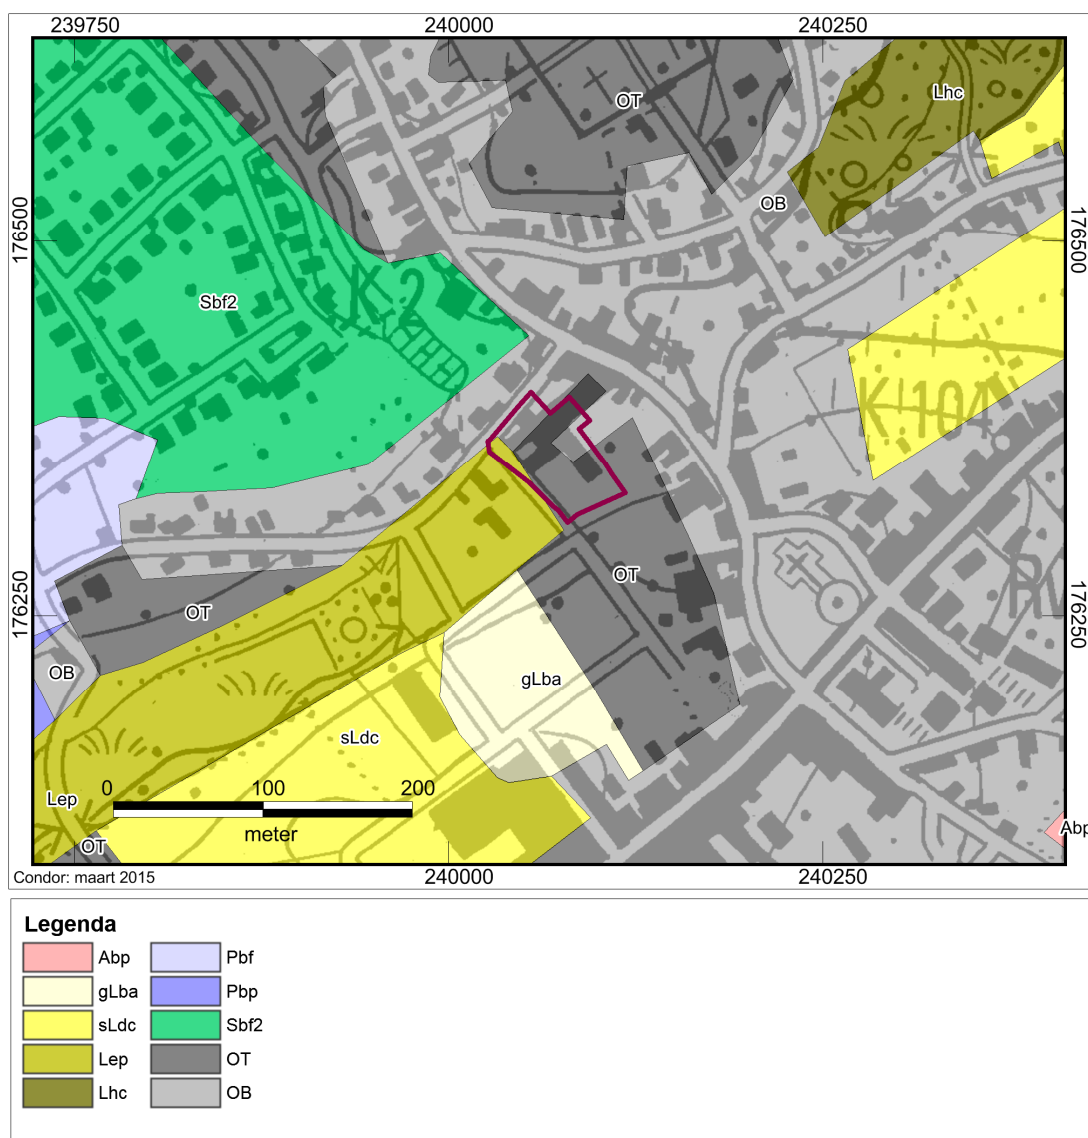 239750 240000 240250
OT
Lhc
OB
176500
176500
Sbf2
K 2
K 104
OT
OT
176250
176250
OB
gLba
sLdc
0 100 200
Lep
meter
OT
Abp
Condor: maart 2015
240000 240250
Legenda
Abp Pbf
gLba Pbp
sLdc Sbf2
Lep OT
Lhc OB